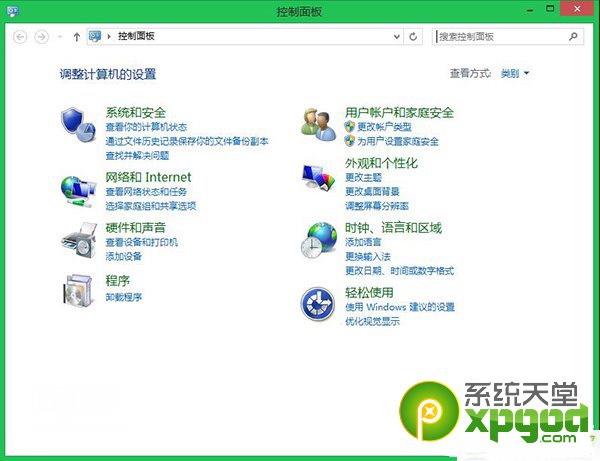 控制面板
控制面板
搜索控制面板
调整计算机的设置
查看方式: 类别
系统和安全
查看你的计算机状态
通过文件历史记录保存你的文件备份副本
查找并解决问题
网络和 Internet
查看网络状态和任务
选择家庭组和共享选项
硬件和声音
查看设备和打印机
添加设备
程序
卸载程序
用户帐户和家庭安全
更改帐户类型
为用户设置家庭安全
外观和个性化
更改主题
更改桌面背景
调整屏幕分辨率
时钟、语言和区域
添加语言
更换输入法
更改日期、时间或数字格式
轻松使用
使用 Windows 建议的设置
优化视觉显示
系统天堂
xpgod
.com